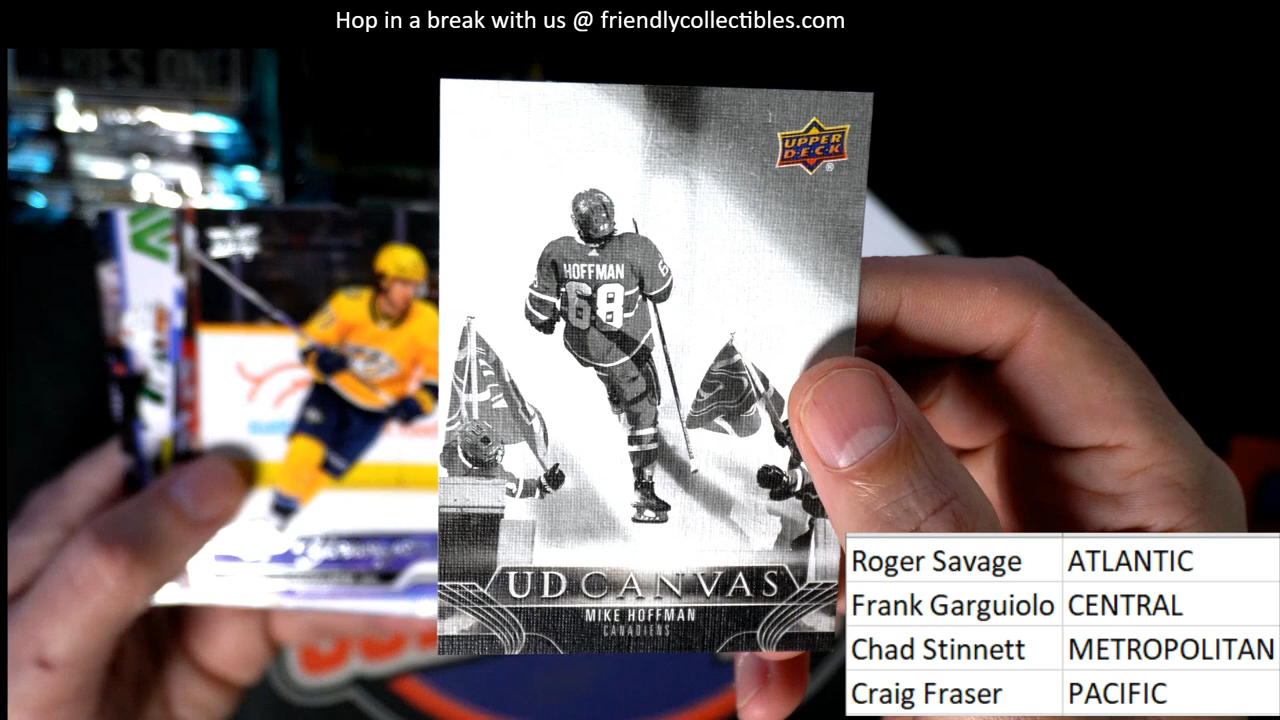 Hop in a break with us @ friendlycollectibles.com
UPPER
DECK
®
HOFFMAN
68
UD CANVAS
MIKE HOFFMAN
CANADIENS
Roger Savage ATLANTIC
Frank Garguiolo CENTRAL
Chad Stinnett METROPOLITAN
Craig Fraser PACIFIC